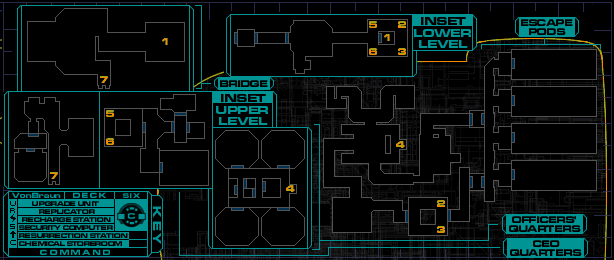 1
7
5 2
1
6 3
INSET
LOWER
LEVEL
ESCAPE
PODS
BRIDGE
5
6
7
INSET
UPPER
LEVEL
4
4
2
3
VonBraun | DECK | SIX
UPGRADE UNIT
REPLICATOR
RECHARGE STATION
SECURITY COMPUTER
RESURRECTION STATION
CHEMICAL STOREROOM
COMMAND
KEY
OFFICERS'
QUARTERS
CEO
QUARTERS